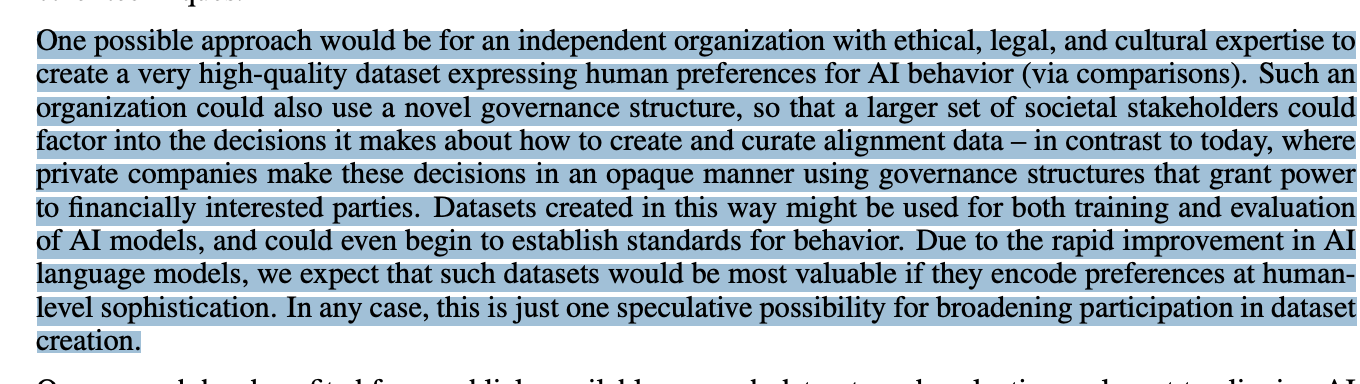 One possible approach would be for an independent organization with ethical, legal, and cultural expertise to
create a very high-quality dataset expressing human preferences for AI behavior (via comparisons). Such an
organization could also use a novel governance structure, so that a larger set of societal stakeholders could
factor into the decisions it makes about how to create and curate alignment data – in contrast to today, where
private companies make these decisions in an opaque manner using governance structures that grant power
to financially interested parties. Datasets created in this way might be used for both training and evaluation
of AI models, and could even begin to establish standards for behavior. Due to the rapid improvement in AI
language models, we expect that such datasets would be most valuable if they encode preferences at human-
level sophistication. In any case, this is just one speculative possibility for broadening participation in dataset
creation.